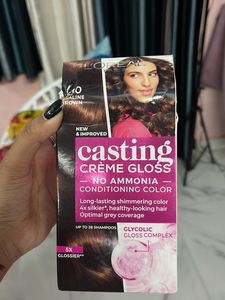 L'ORÉAL
NEW &
IMPROVED
casting
CRÈME GLOSS
NO AMMONIA
CONDITIONING COLOR
Long-lasting shimmering color
4x silkier*, healthy-looking hair
Optimal grey coverage
UP TO 28 SHAMPOOS
GLYCOLIC
GLOSS COMPLEX
5X
GLOSSIER**